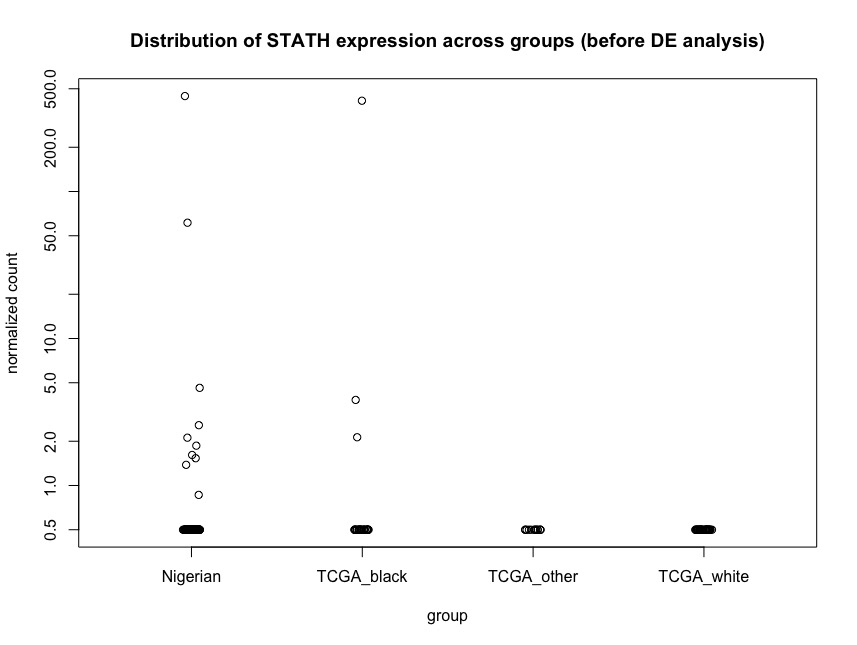 Distribution of STATH expression across groups (before DE analysis)
500.0
200.0
50.0
10.0
5.0
2.0
1.0
0.5
normalized count
Nigerian
TCGA_black
TCGA_other
TCGA_white
group